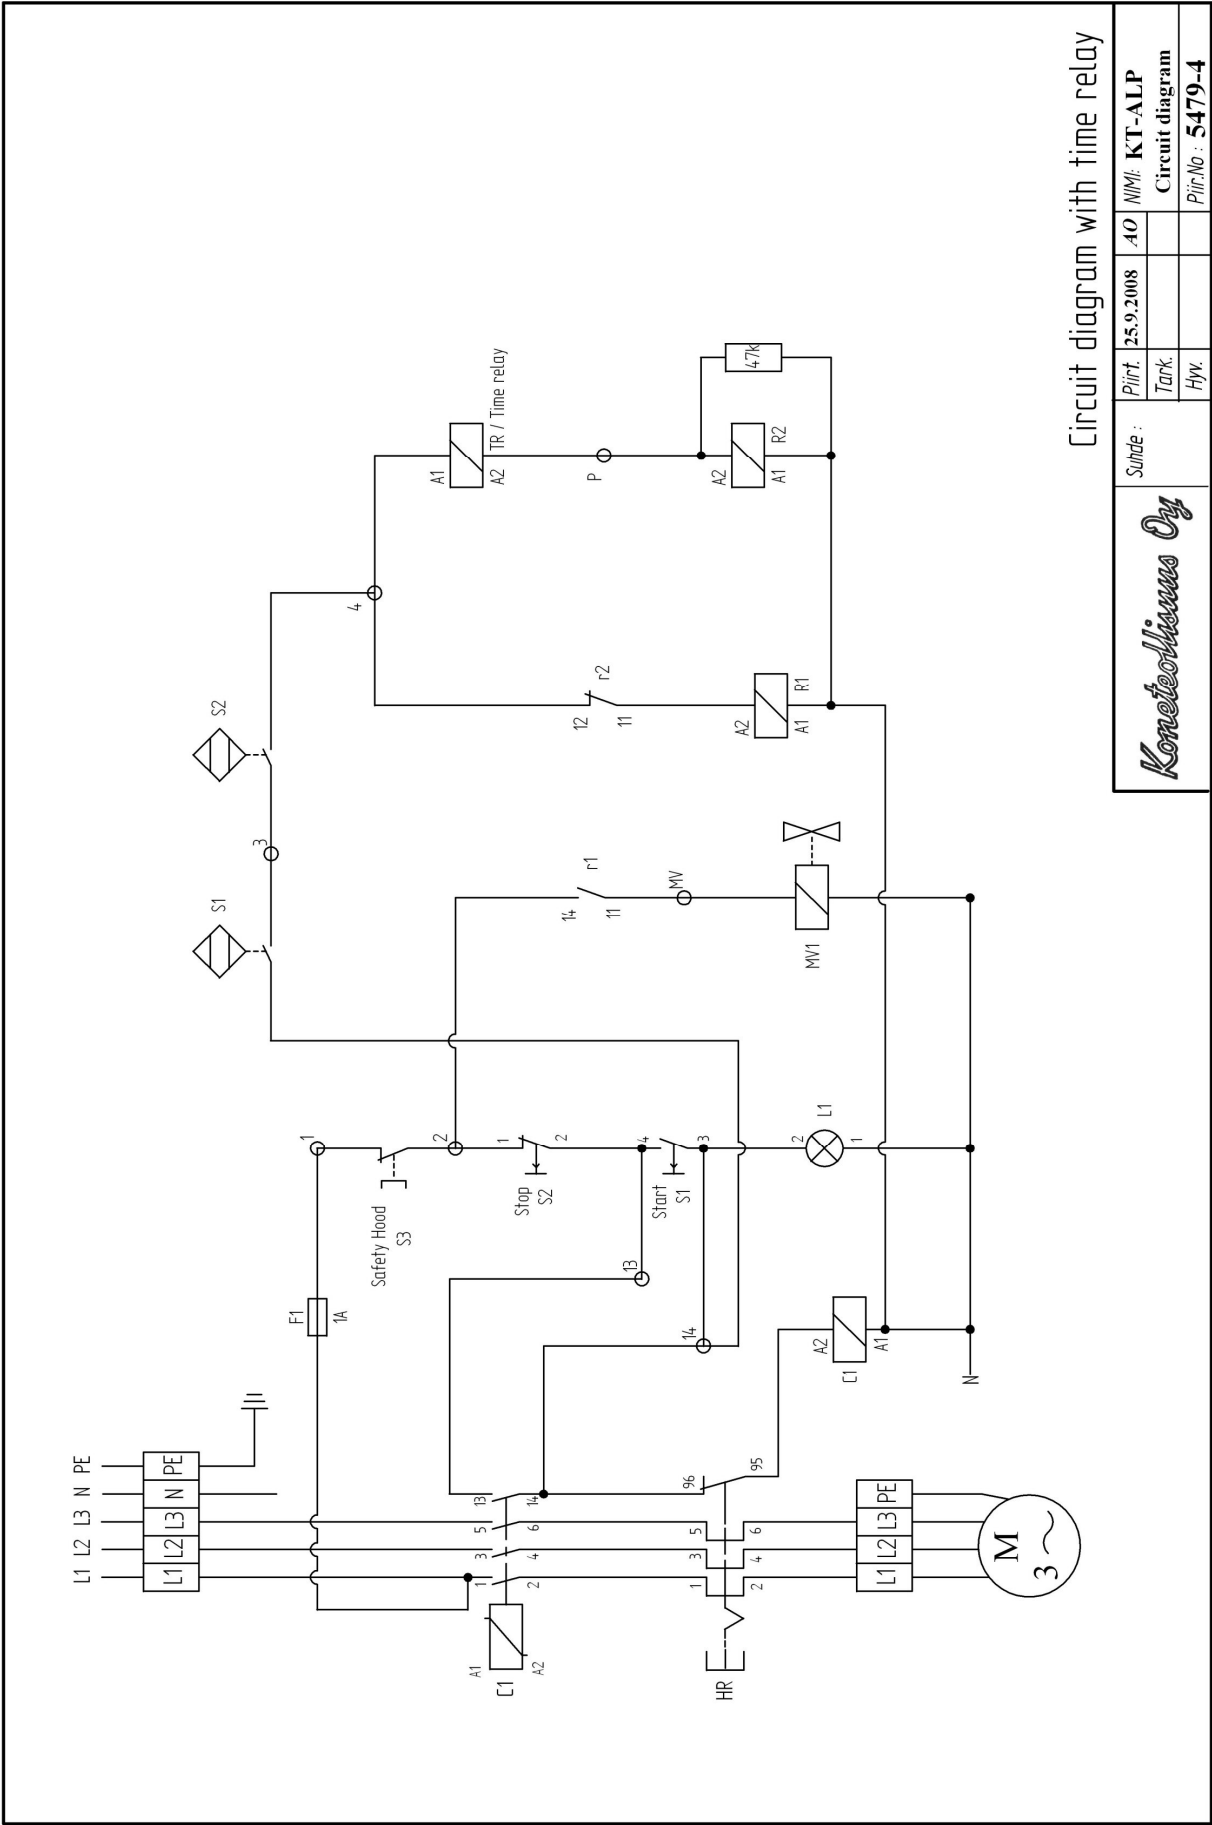 L1 L2 L3 N PE
L1 L2 L3 N PE
F1
1A
1
Safety Hood
S3
2
Stop
S2
1
2
13
Start
S1
4
3
14
S1
3
S2
4
A1
A2
TR / Time relay
P
A2
A1
R2
47k
12
11
r2
A2
A1
R1
14
11
r1
MV
MV1
2
1
L1
A2
A1
C1
N
A1
A2
C1
1
2
3
4
5
6
13
14
HR
1
2
3
4
5
6
96
95
L1 L2 L3 PE
M
3
Circuit diagram with time relay
Koneteollisuus Oy
Suhde :
Piirt. 25.9.2008 AO
Tark.
Hyv.
NIMI: KT-ALP
Circuit diagram
Piir.No : 5479-4